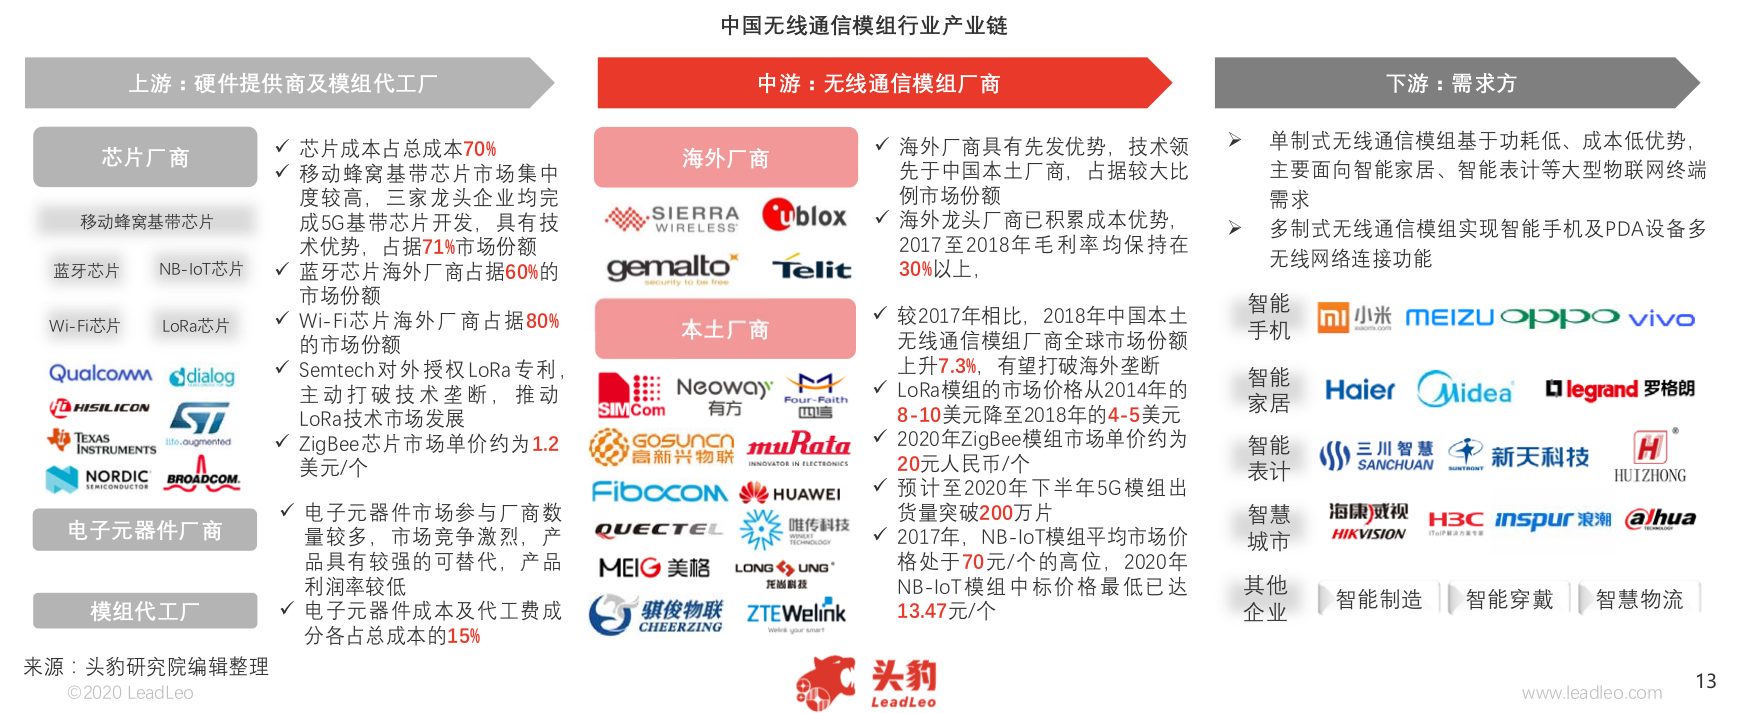 中国无线通信模组行业产业链
上游：硬件提供商及模组代工厂
芯片厂商
移动蜂窝基带芯片
蓝牙芯片
NB-IoT芯片
Wi-Fi芯片
LoRa芯片
Qualcomm
dialog
SEMICONDUCTOR
HISILICON
ST
life.augmented
TEXAS
INSTRUMENTS
NORDIC
SEMICONDUCTOR
BROADCOM
电子元器件厂商
模组代工厂
✓ 芯片成本占总成本70%
✓ 移动蜂窝基带芯片市场集中
度较高，三家龙头企业均完
成5G基带芯片开发，具有技
术优势，占据71%市场份额
✓ 蓝牙芯片海外厂商占据60%的
市场份额
✓ Wi-Fi芯片海外厂商占据80%
的市场份额
✓ Semtech对外授权LoRa专利，
主动打破技术垄断，推动
LoRa技术市场发展
✓ ZigBee芯片市场单价约为1.2
美元/个
✓ 电子元器件市场参与厂商数
量较多，市场竞争激烈，产
品具有较强的可替代，产品
利润率较低
✓ 电子元器件成本及代工费成
分各占总成本的15%
中游：无线通信模组厂商
海外厂商
SIERRA
WIRELESS
ublox
gemalto
security to be free
Telit
本土厂商
SIMCom
Neoway
有方
Four-Faith
四信
GOSUNCN
高新兴物联
muRata
INNOVATOR IN ELECTRONICS
FIBOCOM
HUAWEI
QUECTEL
唯传科技
WINEXT
TECHNOLOGY
MEIG 美格
LONGSUNG
龙尚科技
骐俊物联
CHEERZING
ZTEWelink
Welink your smart
✓ 海外厂商具有先发优势，技术领
先于中国本土厂商，占据较大比
例市场份额
✓ 海外龙头厂商已积累成本优势，
2017至2018年毛利率均保持在
30%以上，
✓ 较2017年相比，2018年中国本土
无线通信模组厂商全球市场份额
上升7.3%，有望打破海外垄断
✓ LoRa模组的市场价格从2014年的
8-10美元降至2018年的4-5美元
✓ 2020年ZigBee模组市场单价约为
20元人民币/个
✓ 预计至2020年下半年5G模组出
货量突破200万片
✓ 2017年，NB-IoT模组平均市场价
格处于70元/个的高位，2020年
NB-IoT模组中标价格最低已达
13.47元/个
下游：需求方
➢ 单制式无线通信模组基于功耗低、成本低优势，
主要面向智能家居、智能表计等大型物联网终端
需求
➢ 多制式无线通信模组实现智能手机及PDA设备多
无线网络连接功能
智能
手机
小米
xiaomi.com
MEIZU
OPPO
vivo
智能
家居
Haier
Midea
legrand 罗格朗
智能
表计
三川智慧
SANCHUAN
SUNTRONT
新天科技
HUIZHONG
智慧
城市
海康威视
HIKVISION
H3C
IToIP解决方案专家
inspur 浪潮
alhua
TECHNOLOGY
其他
企业
智能制造
智能穿戴
智慧物流
来源：头豹研究院编辑整理
©2020 LeadLeo
头豹
LeadLeo
www.leadleo.com
13